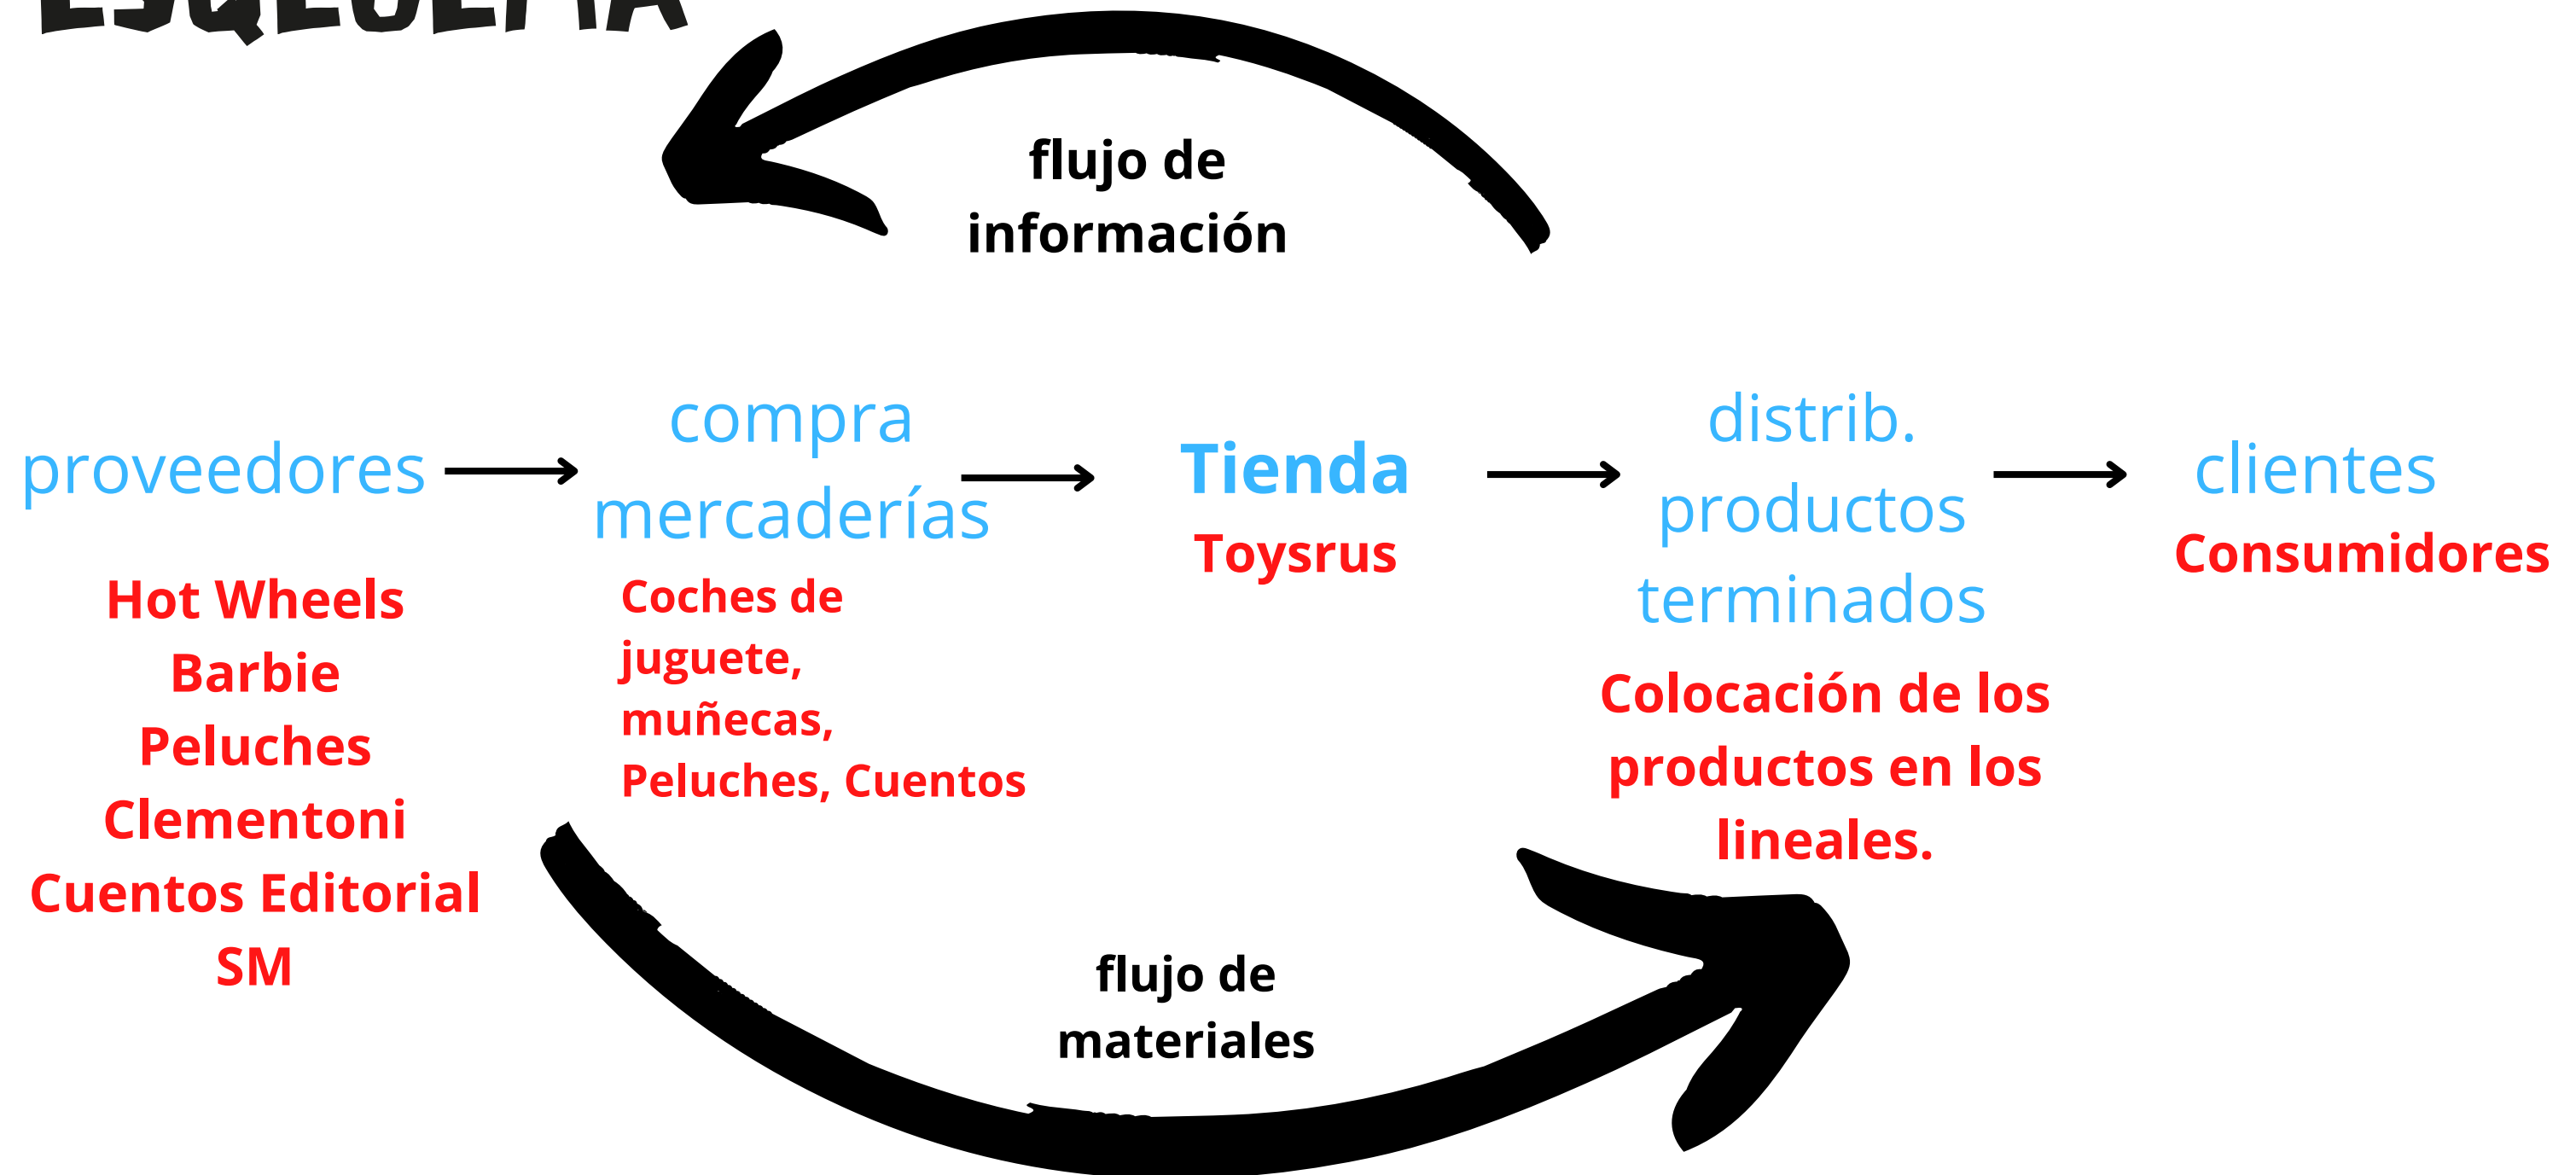 flujo de
información
proveedores
Hot Wheels
Barbie
Peluches
Clementoni
Cuentos Editorial
SM
compra
mercaderías
Coches de
juguete,
muñecas,
Peluches, Cuentos
Tienda
Toysrus
distrib.
productos
terminados
Colocación de los
productos en los
lineales.
clientes
Consumidores
flujo de
materiales